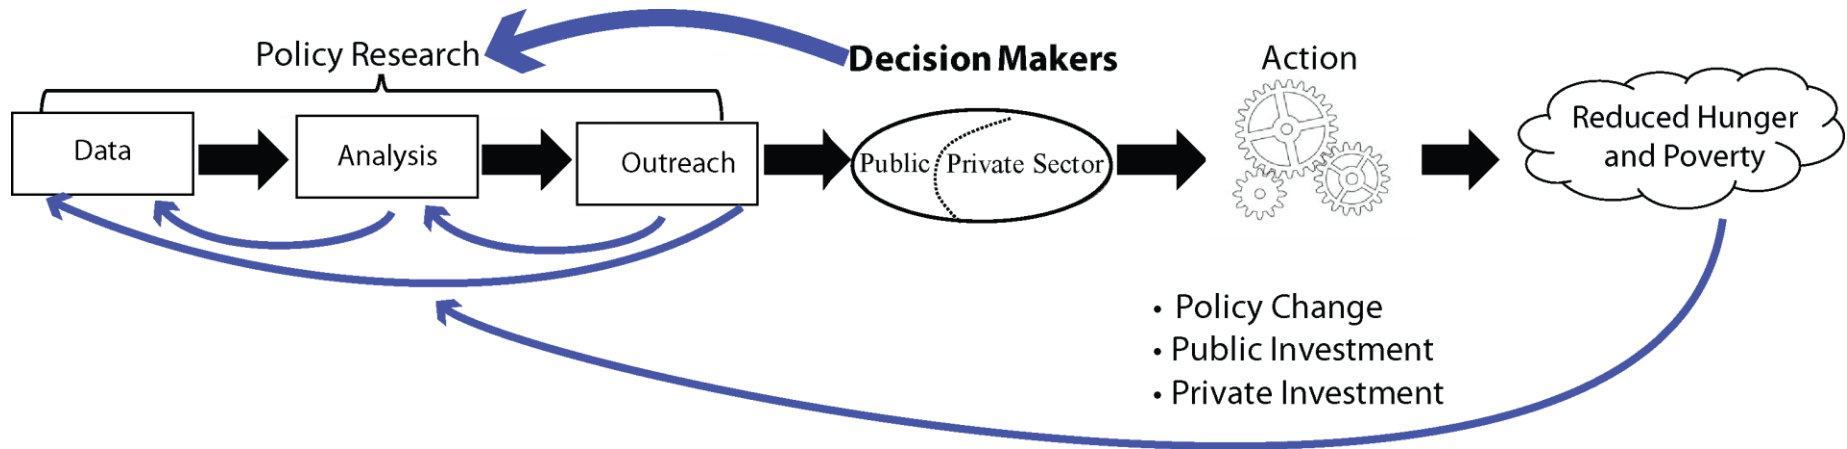 Policy Research
Decision Makers
Action
Data
Analysis
Outreach
Public
Private Sector
Reduced Hunger
and Poverty
• Policy Change
• Public Investment
• Private Investment